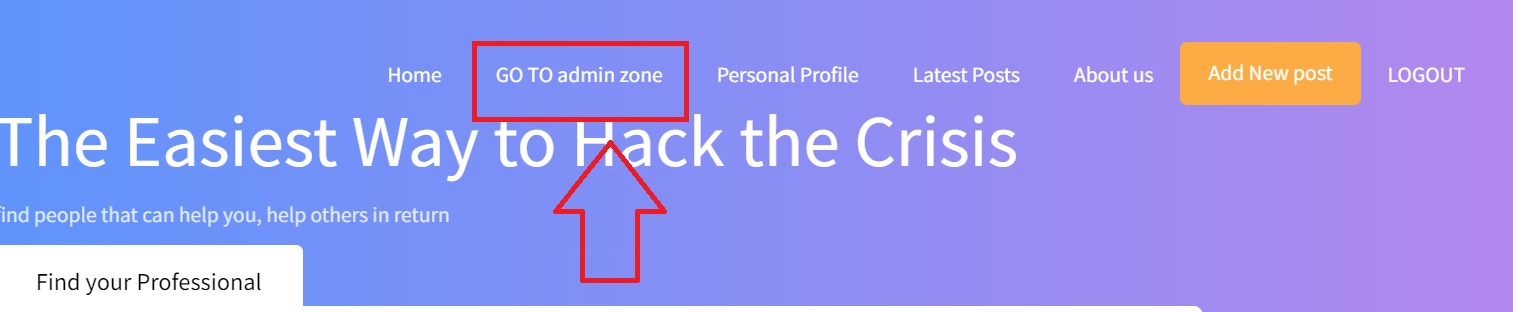 Home GO TO admin zone Personal Profile Latest Posts About us Add New post LOGOUT
The Easiest Way to Hack the Crisis
find people that can help you, help others in return
Find your Professional